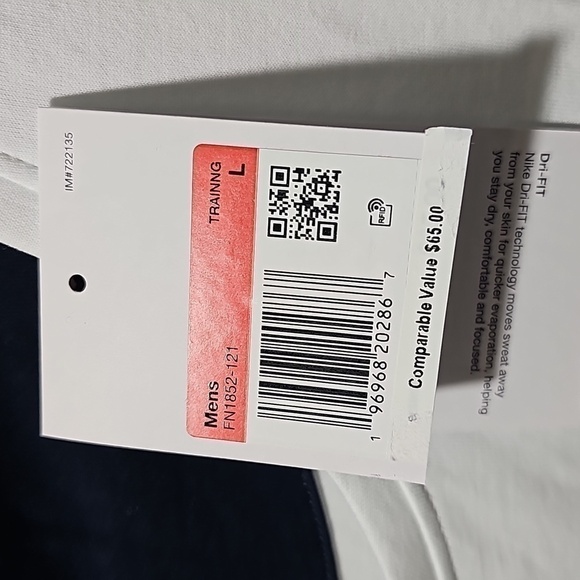 IM#722135
TRAINNG
L
Mens
FN1852-121
RFID
1 96968 20286 7
Comparable Value $65.00
Dri-FIT
Nike Dri-FIT technology moves sweat away
from your skin for quicker evaporation, helping
you stay dry, comfortable and focused.